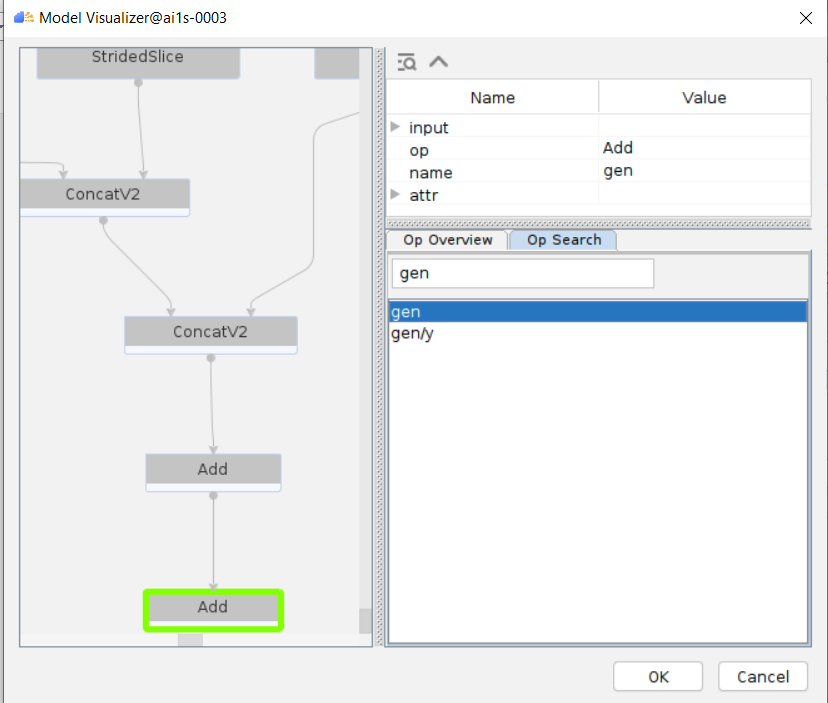 Model Visualizer@ai1s-0003
StridedSlice
ConcatV2
ConcatV2
Add
Add
Name Value
input
op Add
name gen
attr
Op Overview Op Search
gen
gen
gen/y
OK Cancel